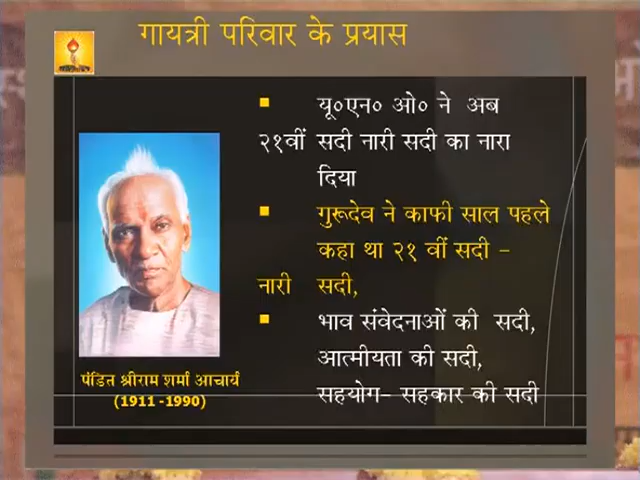 गायत्री परिवार के प्रयास
यू०एन० ओ० ने अब
२१वीं सदी नारी सदी का नारा
दिया
गुरूदेव ने काफी साल पहले
कहा था २१ वीं सदी –
नारी सदी,
भाव संवेदनाओं की सदी,
आत्मीयता की सदी,
सहयोग– सहकार की सदी
पंडित श्रीराम शर्मा आचार्य
(1911 -1990)